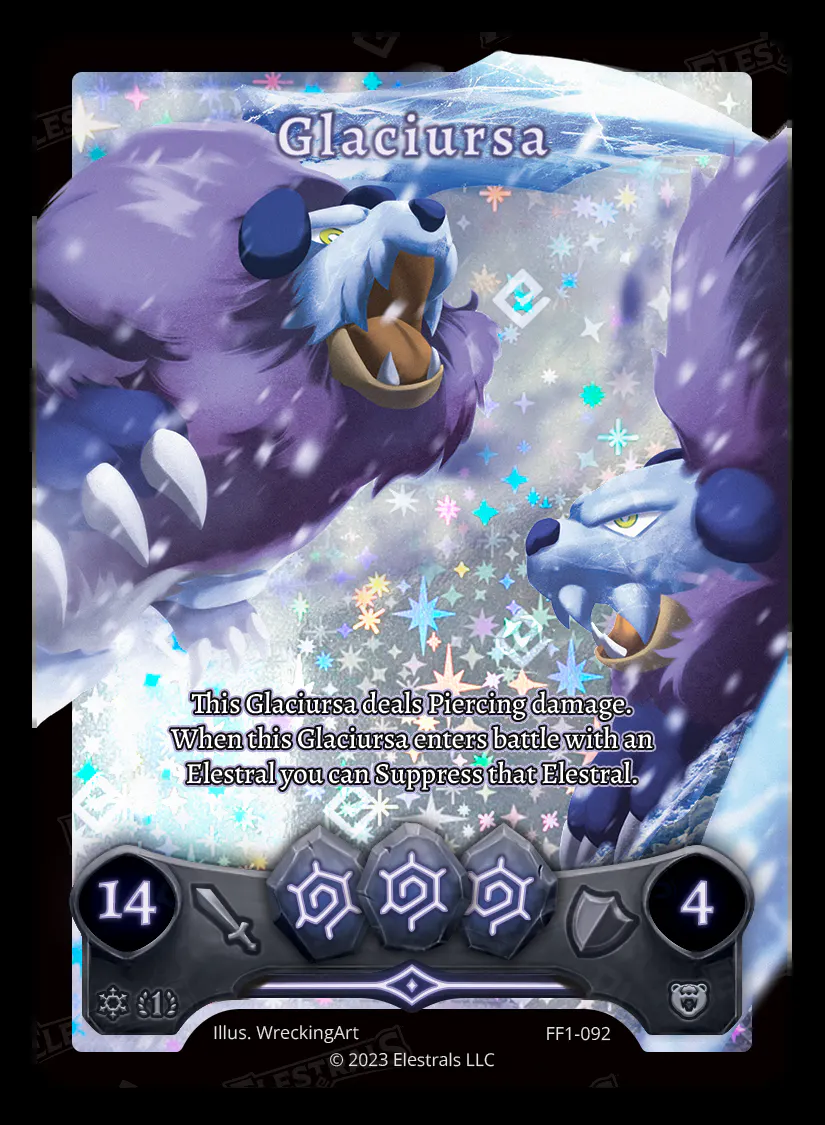 Glaciursa
This Glaciursa deals Piercing damage.
When this Glaciursa enters battle with an
Elestral you can Suppress that Elestral.
14
4
1
Illus. WreckingArt
FF1-092
© 2023 Elestrals LLC